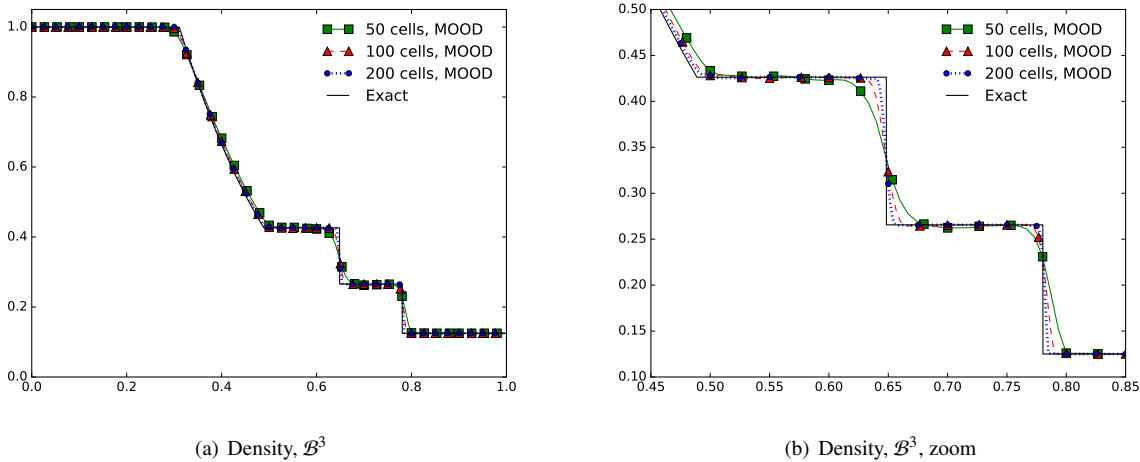 1.0
0.8
0.6
0.4
0.2
0.0
0.0 0.2 0.4 0.6 0.8 1.0
50 cells, MOOD
100 cells, MOOD
200 cells, MOOD
Exact
(a) Density, ℬ³
0.50
0.45
0.40
0.35
0.30
0.25
0.20
0.15
0.10
0.45 0.50 0.55 0.60 0.65 0.70 0.75 0.80 0.85
50 cells, MOOD
100 cells, MOOD
200 cells, MOOD
Exact
(b) Density, ℬ³, zoom